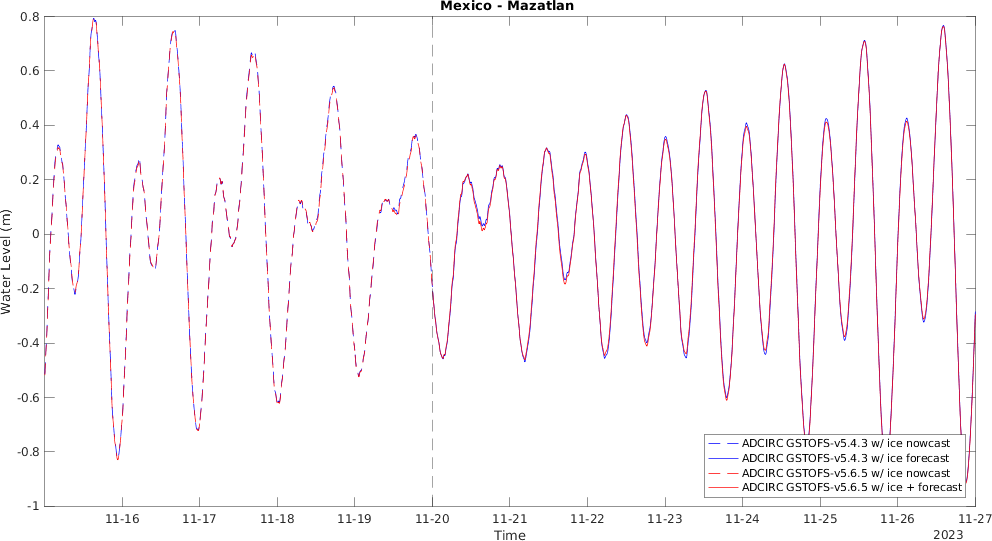 Mexico - Mazatlan
Water Level (m)
0.8
0.6
0.4
0.2
0
-0.2
-0.4
-0.6
-0.8
-1
ADCIRC GSTOFS-v5.4.3 w/ ice nowcast
ADCIRC GSTOFS-v5.4.3 w/ ice forecast
ADCIRC GSTOFS-v5.6.5 w/ ice nowcast
ADCIRC GSTOFS-v5.6.5 w/ ice + forecast
11-16 11-17 11-18 11-19 11-20 11-21 11-22 11-23 11-24 11-25 11-26 11-27
Time
2023